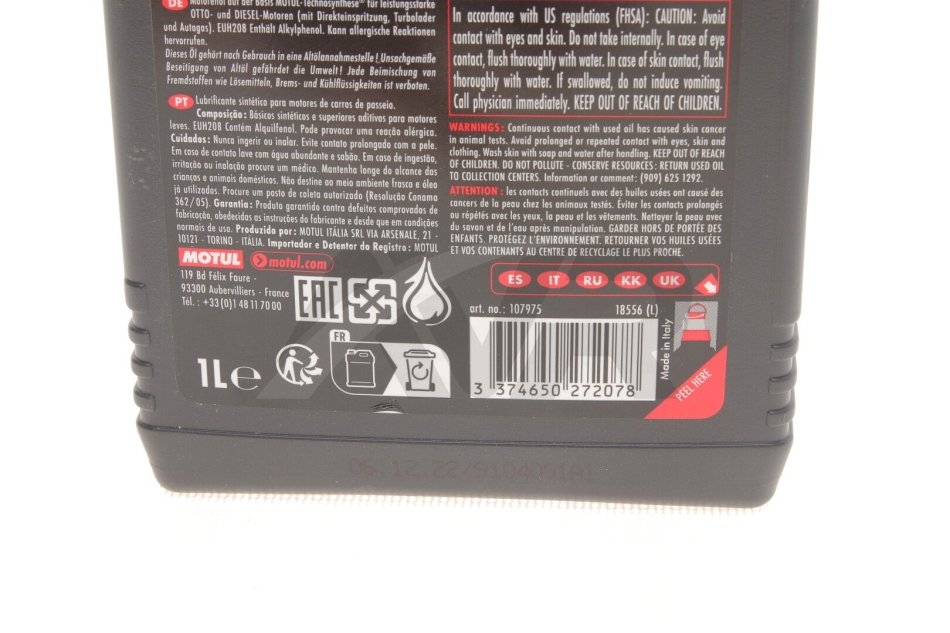 DE Motorenöl auf der Basis MOTUL-Technosynthese® für leistungsstarke
OTTO- und DIESEL-Motoren (mit Direkteinspritzung, Turbolader
und Autogas). EUH208 Enthält Alkylphenol. Kann allergische Reaktionen
hervorrufen.
Dieses Öl gehört nach Gebrauch in eine Altölannahmestelle! Unsachgemäße
Beseitigung von Altöl gefährdet die Umwelt! Jede Beimischung von
Fremdstoffen wie Lösemitteln, Brems- und Kühlflüssigkeiten ist verboten.
PT Lubrificante sintético para motores de carros de passeio.
Composição: Básicos sintéticos e superiores aditivos para motores
leves. EUH208 Contém Alquilfenol. Pode provocar uma reação alérgica.
Cuidados: Nunca ingerir ou inalar. Evite contato prolongado com a pele.
Em caso de contato lave com água abundante e sabão. Em caso de ingestão,
irritação ou inalação procure um médico. Mantenha longe do alcance das
crianças e animais domésticos. Não destine ao meio ambiente frasco e óleo
já utilizados. Procure um posto de coleta autorizado (Resolução Conama
362/05). Garantia: Produto garantido contra defeitos comprovados de
fabricação, obedecidas as instruções do fabricante e desde que em condições
normais de uso. Produzido por: MOTUL ITÁLIA SRL VIA ARSENALE, 21 -
10121 - TORINO - ITÁLIA. Importador e Detentor do Registro: MOTUL
MOTUL motul.com
119 Bd Félix Faure -
93300 Aubervilliers - France
Tél. : +33(0)1 48 11 70 00
EAC
1L e
FR
In accordance with US regulations (FHSA): CAUTION: Avoid
contact with eyes and skin. Do not take internally. In case of eye
contact, flush thoroughly with water. In case of skin contact, flush
thoroughly with water. If swallowed, do not induce vomiting.
Call physician immediately. KEEP OUT OF REACH OF CHILDREN.
WARNINGS: Continuous contact with used oil has caused skin cancer
in animal tests. Avoid prolonged or repeated contact with eyes, skin and
clothing. Wash skin with soap and water after handling. KEEP OUT OF REACH
OF CHILDREN. DO NOT POLLUTE - CONSERVE RESOURCES: RETURN USED OIL
TO COLLECTION CENTERS. Information or comment: (909) 625 1292.
ATTENTION : les contacts continuels avec des huiles usées ont causé des
cancers de la peau chez les animaux testés. Éviter les contacts prolongés
ou répétés avec les yeux, la peau et les vêtements. Nettoyer la peau avec
du savon et de l'eau après manipulation. GARDER HORS DE PORTÉE DES
ENFANTS. PROTÉGEZ L'ENVIRONNEMENT. RETOURNER VOS HUILES USÉES
ET VOS CONTENANTS AU CENTRE DE RECYCLAGE LE PLUS PROCHE.
ES IT RU KK UK
art. no.: 107975 18556 (L)
3 374650 272078
Made in Italy
PEEL HERE
06.12.22/9104091A1